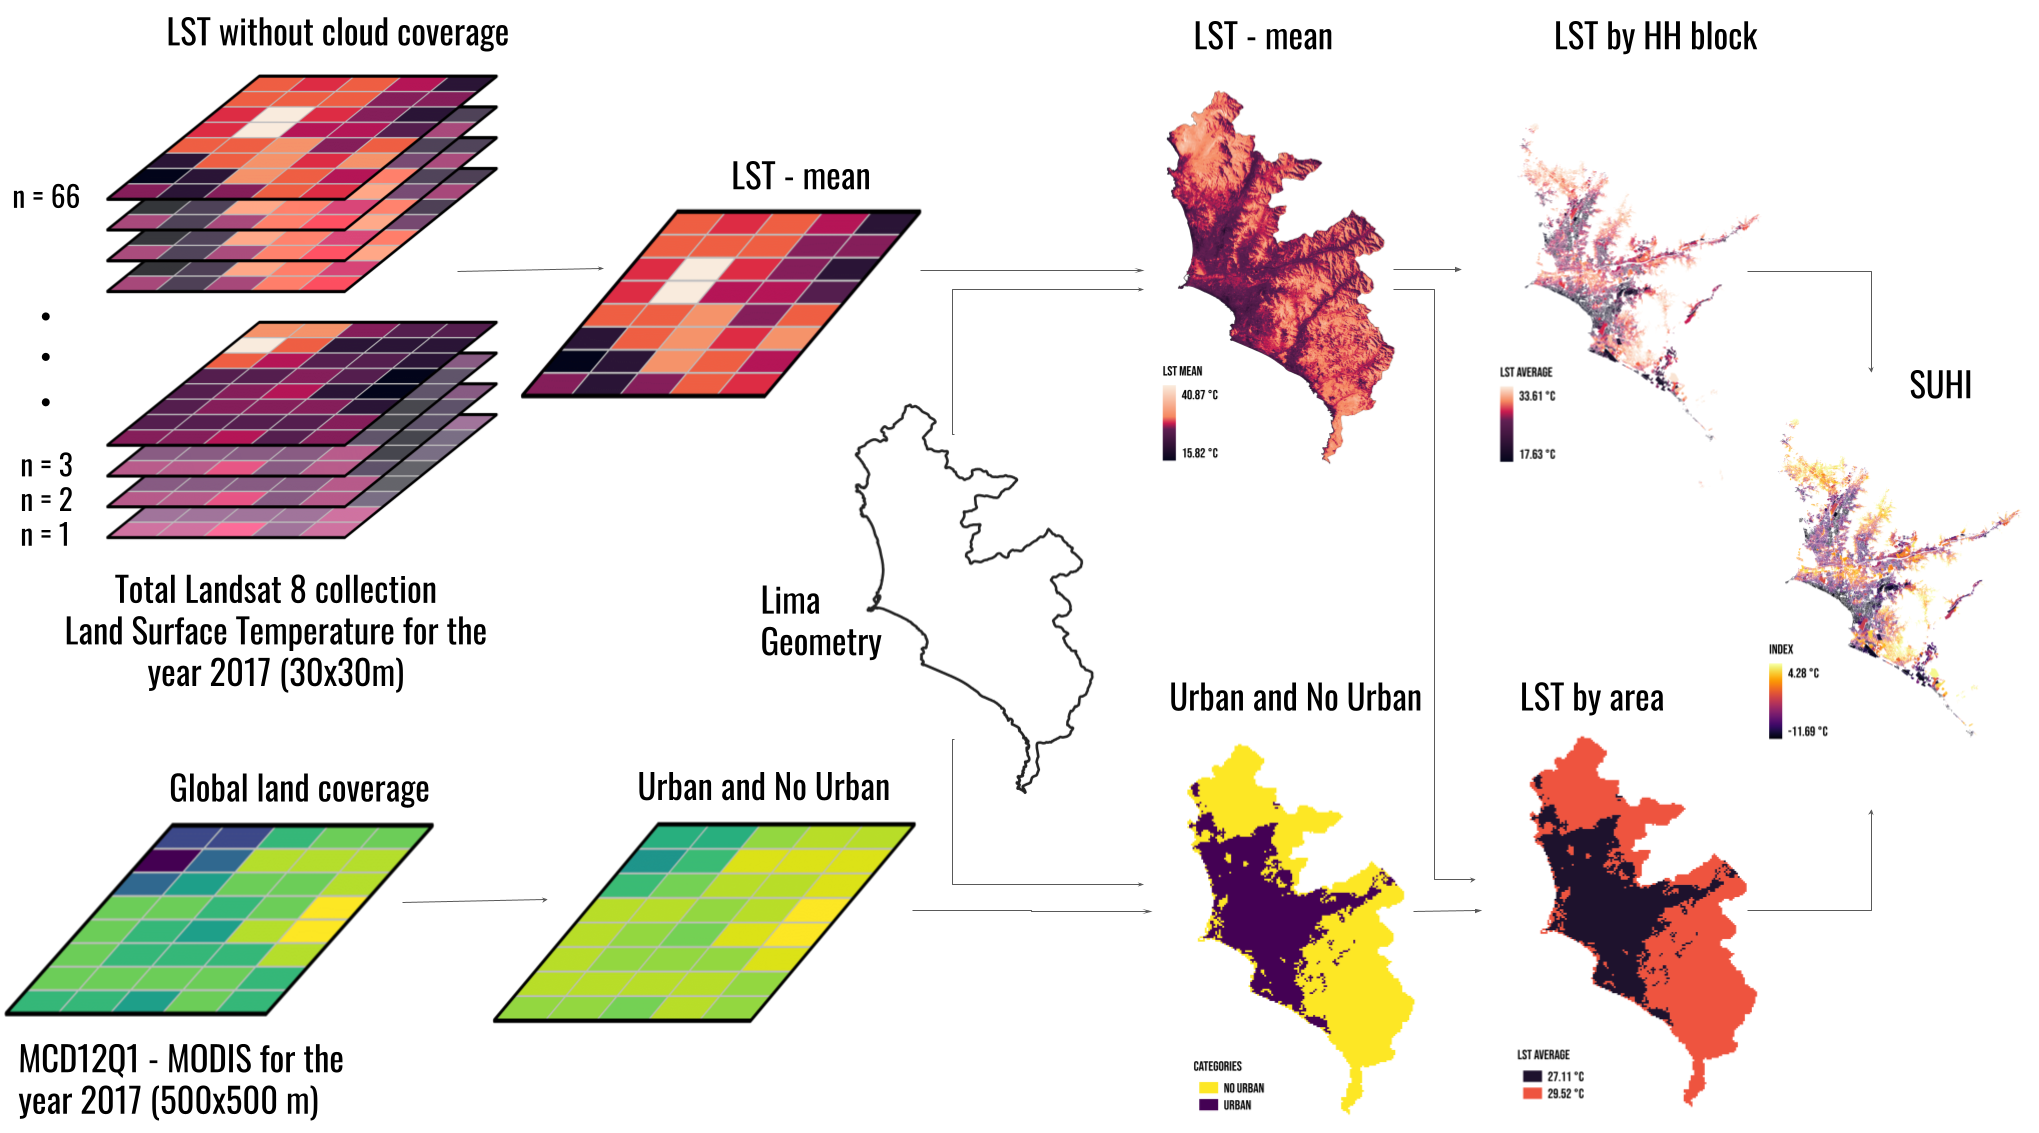 LST without cloud coverage
n = 66
n = 3
n = 2
n = 1
Total Landsat 8 collection
Land Surface Temperature for the
year 2017 (30x30m)
LST - mean
LST - mean
LST MEAN
40.87 °C
15.82 °C
LST by HH block
LST AVERAGE
33.61 °C
17.63 °C
SUHI
INDEX
4.28 °C
-11.69 °C
Lima
Geometry
Global land coverage
MCD12Q1 - MODIS for the
year 2017 (500x500 m)
Urban and No Urban
Urban and No Urban
CATEGORIES
NO URBAN
URBAN
LST by area
LST AVERAGE
27.11 °C
29.52 °C